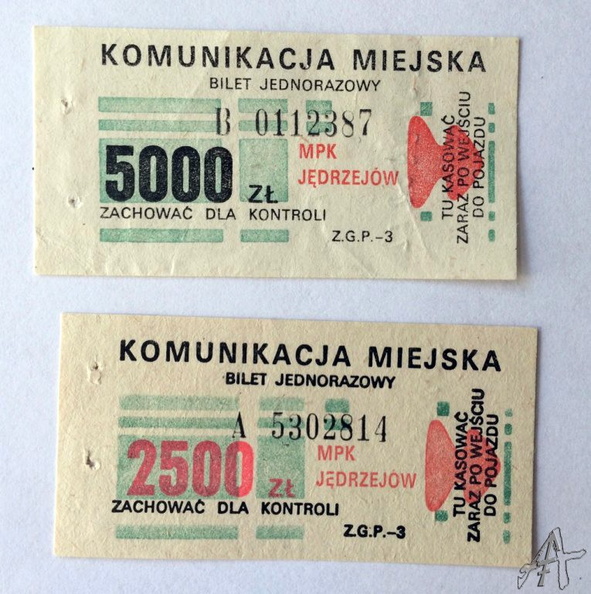 KOMUNIKACJA MIEJSKA
BILET JEDNORAZOWY
B 0112387
5000 ZŁ
MPK
JĘDRZEJÓW
ZACHOWAĆ DLA KONTROLI
Z.G.P.-3
TU KASOWAĆ
ZARAZ PO WEJŚCIU
DO POJAZDU
KOMUNIKACJA MIEJSKA
BILET JEDNORAZOWY
A 5302814
2500 ZŁ
MPK
JĘDRZEJÓW
ZACHOWAĆ DLA KONTROLI
Z.G.P.-3
TU KASOWAĆ
ZARAZ PO WEJŚCIU
DO POJAZDU